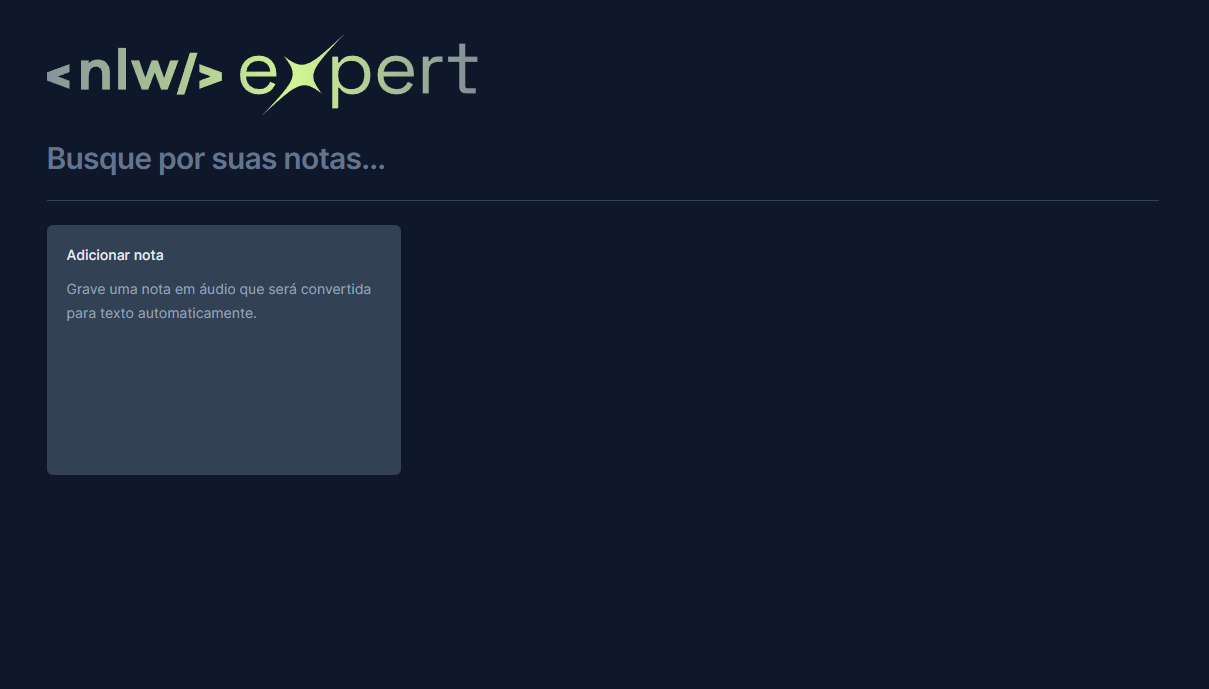 <nlw/> expert
Busque por suas notas...
Adicionar nota
Grave uma nota em áudio que será convertida
para texto automaticamente.